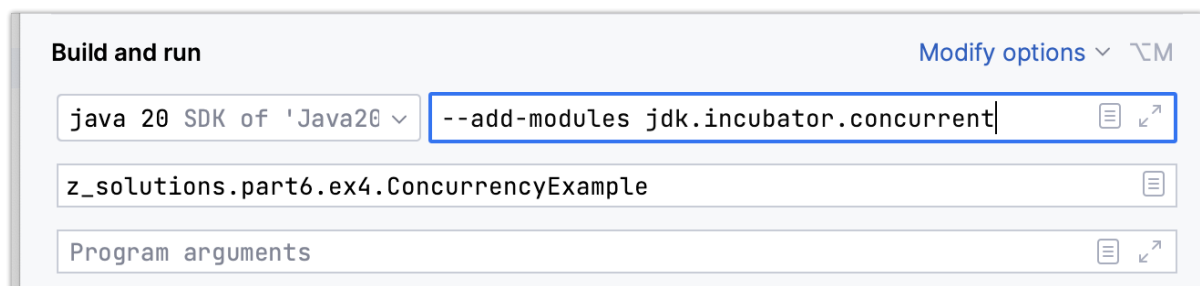 Build and run
Modify options ⌥M
java 20 SDK of 'Java20
--add-modules jdk.incubator.concurrent
z_solutions.part6.ex4.ConcurrencyExample
Program arguments